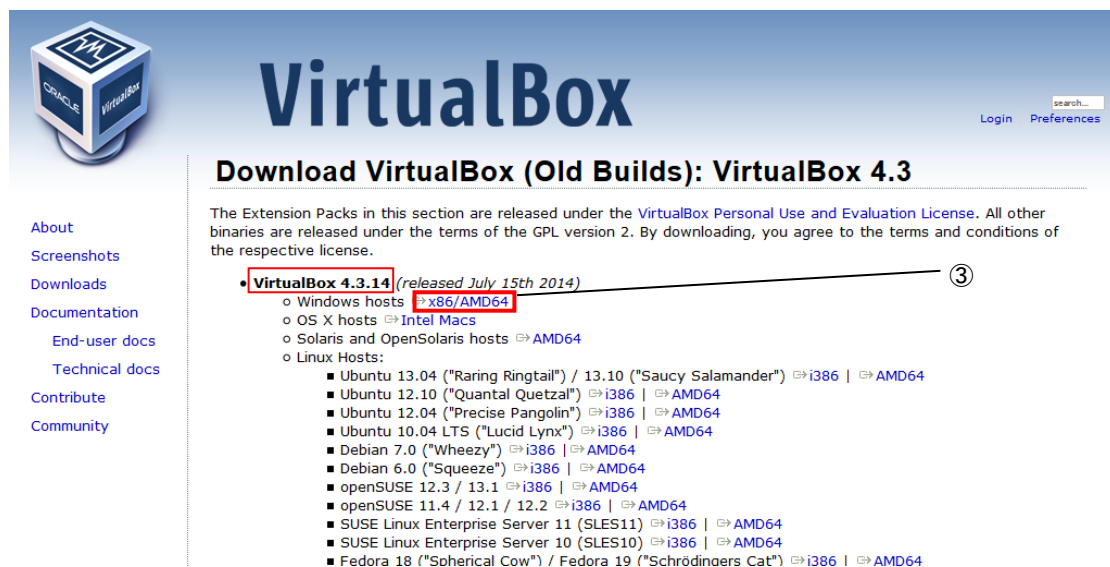 ORACLE
VirtualBox
VirtualBox
search...
Login Preferences
Download VirtualBox (Old Builds): VirtualBox 4.3
The Extension Packs in this section are released under the VirtualBox Personal Use and Evaluation License. All other
binaries are released under the terms of the GPL version 2. By downloading, you agree to the terms and conditions of
the respective license.
About
Screenshots
Downloads
Documentation
End-user docs
Technical docs
Contribute
Community
• VirtualBox 4.3.14 (released July 15th 2014)
③
○ Windows hosts x86/AMD64
○ OS X hosts Intel Macs
○ Solaris and OpenSolaris hosts AMD64
○ Linux Hosts:
■ Ubuntu 13.04 ("Raring Ringtail") / 13.10 ("Saucy Salamander") i386 | AMD64
■ Ubuntu 12.10 ("Quantal Quetzal") i386 | AMD64
■ Ubuntu 12.04 ("Precise Pangolin") i386 | AMD64
■ Ubuntu 10.04 LTS ("Lucid Lynx") i386 | AMD64
■ Debian 7.0 ("Wheezy") i386 | AMD64
■ Debian 6.0 ("Squeeze") i386 | AMD64
■ openSUSE 12.3 / 13.1 i386 | AMD64
■ openSUSE 11.4 / 12.1 / 12.2 i386 | AMD64
■ SUSE Linux Enterprise Server 11 (SLES11) i386 | AMD64
■ SUSE Linux Enterprise Server 10 (SLES10) i386 | AMD64
■ Fedora 18 ("Spherical Cow") / Fedora 19 ("Schrödingers Cat") i386 | AMD64